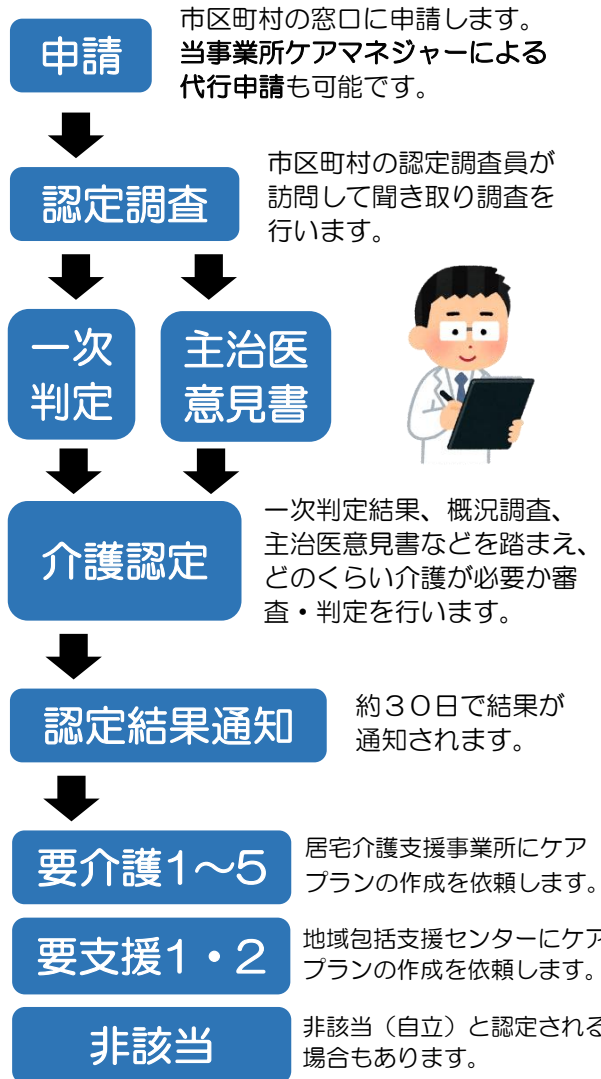 申請
市区町村の窓口に申請します。
当事業所ケアマネジャーによる
代行申請も可能です。
認定調査
市区町村の認定調査員が
訪問して聞き取り調査を
行います。
一次
判定
主治医
意見書
介護認定
一次判定結果、概況調査、
主治医意見書などを踏まえ、
どのくらい介護が必要か審
査・判定を行います。
認定結果通知
約３０日で結果が
通知されます。
要介護1～5
居宅介護支援事業所にケア
プランの作成を依頼します。
要支援1・2
地域包括支援センターにケア
プランの作成を依頼します。
非該当
非該当（自立）と認定される
場合もあります。